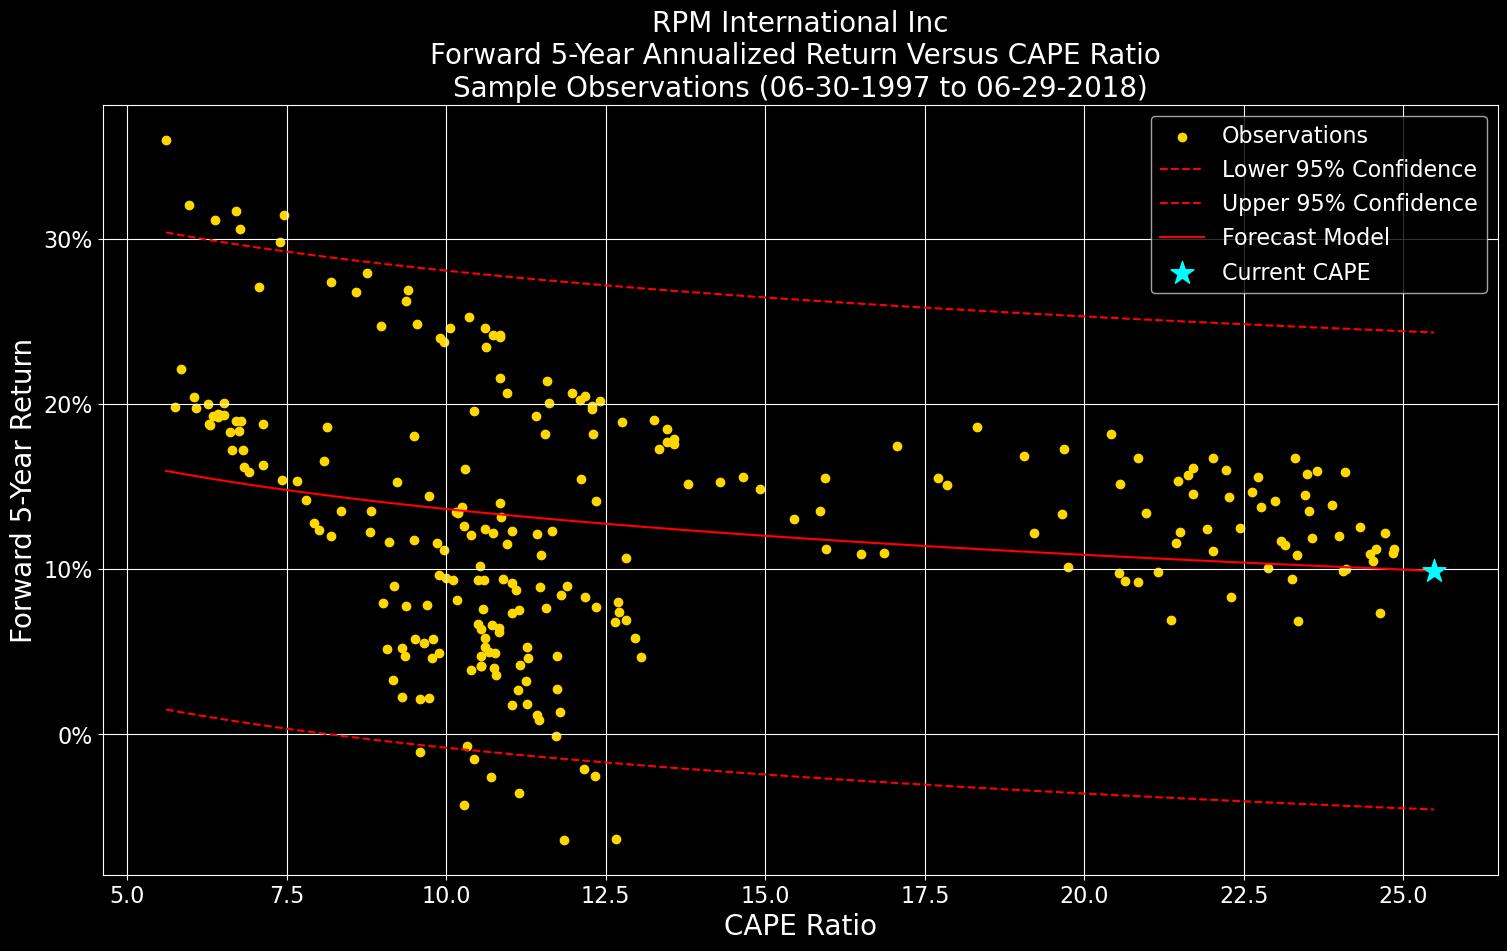 RPM International Inc
Forward 5-Year Annualized Return Versus CAPE Ratio
Sample Observations (06-30-1997 to 06-29-2018)
Observations
Lower 95% Confidence
Upper 95% Confidence
Forecast Model
Current CAPE
Forward 5-Year Return
30%
20%
10%
0%
5.0 7.5 10.0 12.5 15.0 17.5 20.0 22.5 25.0
CAPE Ratio